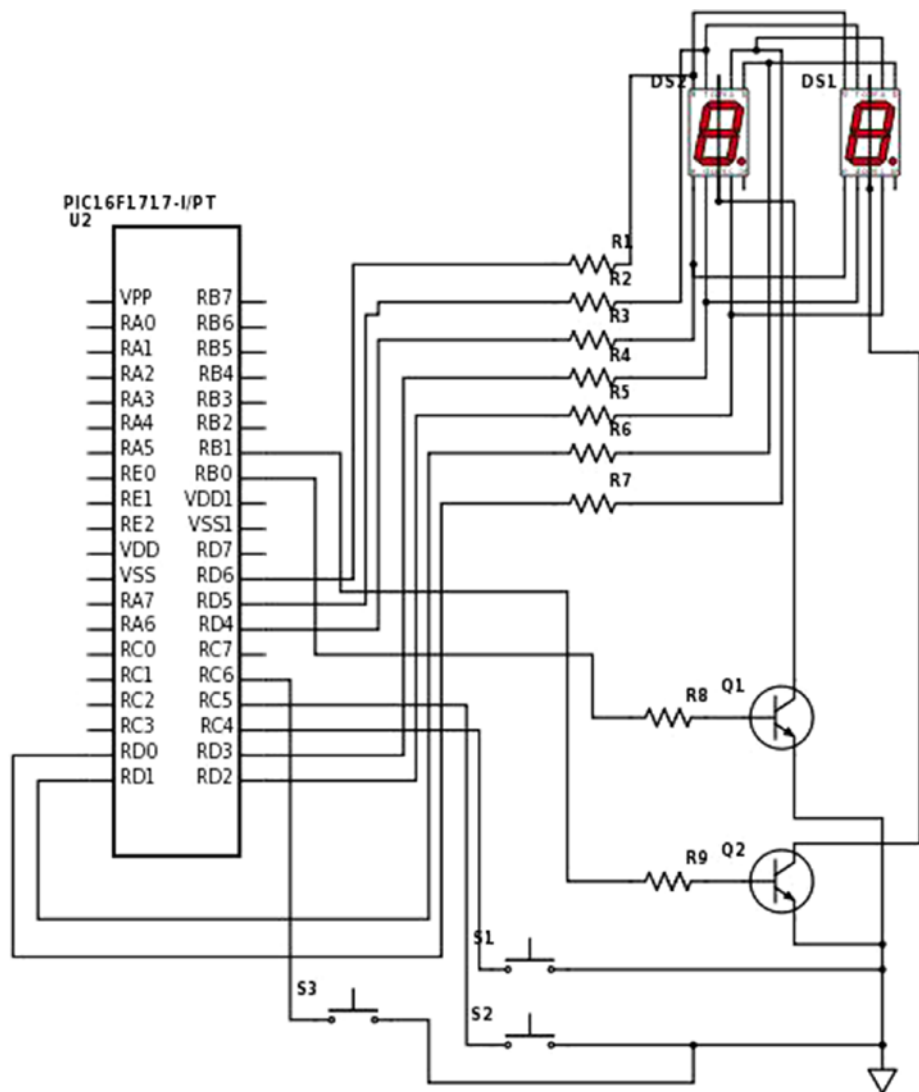 DS2 DS1
PIC16F1717-I/PT
U2
R1
R2
R3
R4
R5
R6
R7
VPP RB7
RA0 RB6
RA1 RB5
RA2 RB4
RA3 RB3
RA4 RB2
RA5 RB1
RE0 RB0
RE1 VDD1
RE2 VSS1
VDD RD7
VSS RD6
RA7 RD5
RA6 RD4
RC0 RC7
RC1 RC6
RC2 RC5
RC3 RC4
RD0 RD3
RD1 RD2
R8 Q1
R9 Q2
S1
S3
S2